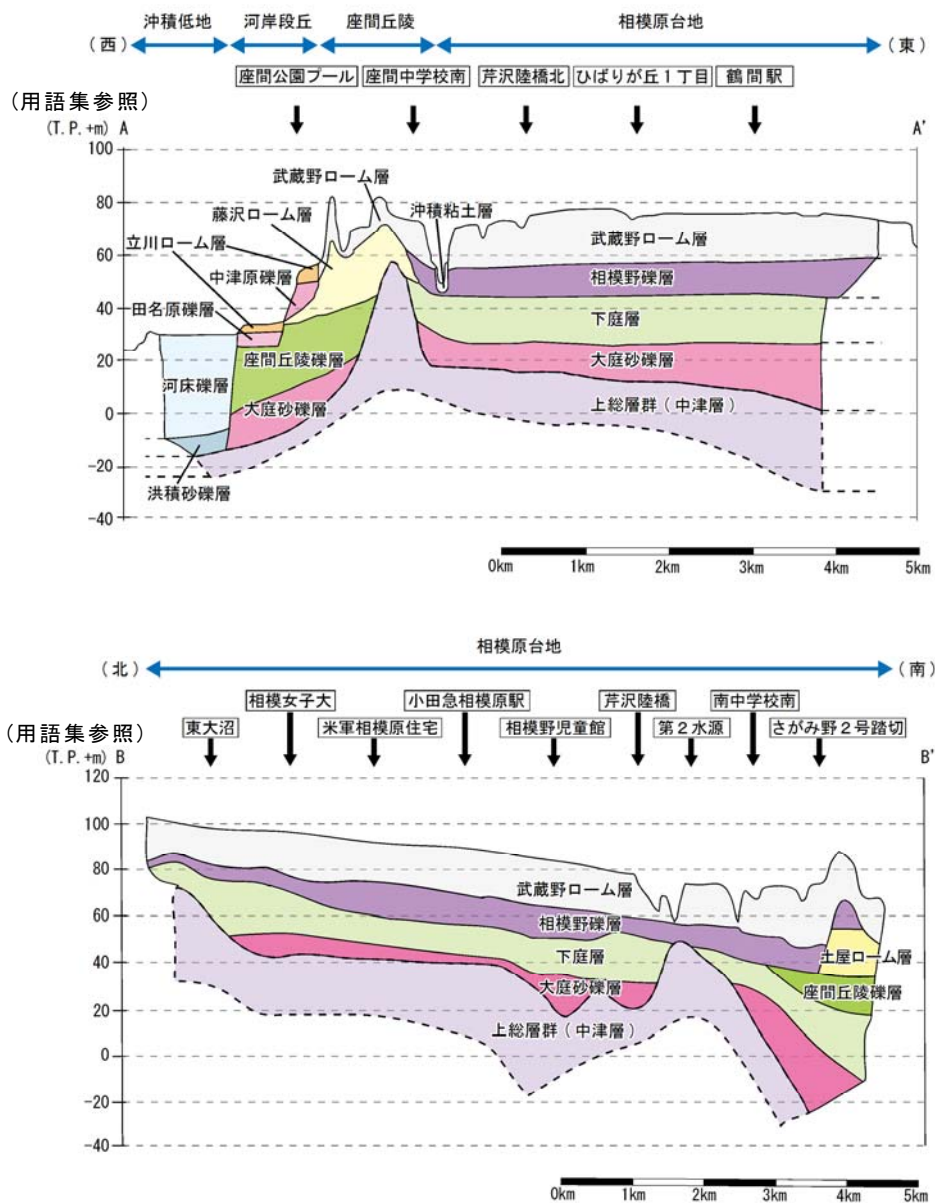 沖積低地 河岸段丘 座間丘陵 相模原台地
(西) (東)
座間公園プール 座間中学校南 芹沢陸橋北 ひばりが丘1丁目 鶴間駅
(用語集参照)
(T.P.+m) A A'
100
武蔵野ローム層
80
藤沢ローム層 沖積粘土層
立川ローム層 武蔵野ローム層
60
中津原礫層 相模野礫層
田名原礫層
40
下庭層
20
座間丘陵礫層
河床礫層 大庭砂礫層
大庭砂礫層 上総層群(中津層)
0
-20
洪積砂礫層
-40
0km 1km 2km 3km 4km 5km
相模原台地
(北) (南)
相模女子大 小田急相模原駅 芹沢陸橋 南中学校南
(用語集参照)
東大沼 米軍相模原住宅 相模野児童館 第2水源 さがみ野2号踏切
(T.P.+m) B B'
120
100
80
武蔵野ローム層
60
相模野礫層
下庭層 土屋ローム層
40
大庭砂礫層 座間丘陵礫層
20
上総層群(中津層)
0
-20
-40
0km 1km 2km 3km 4km 5km